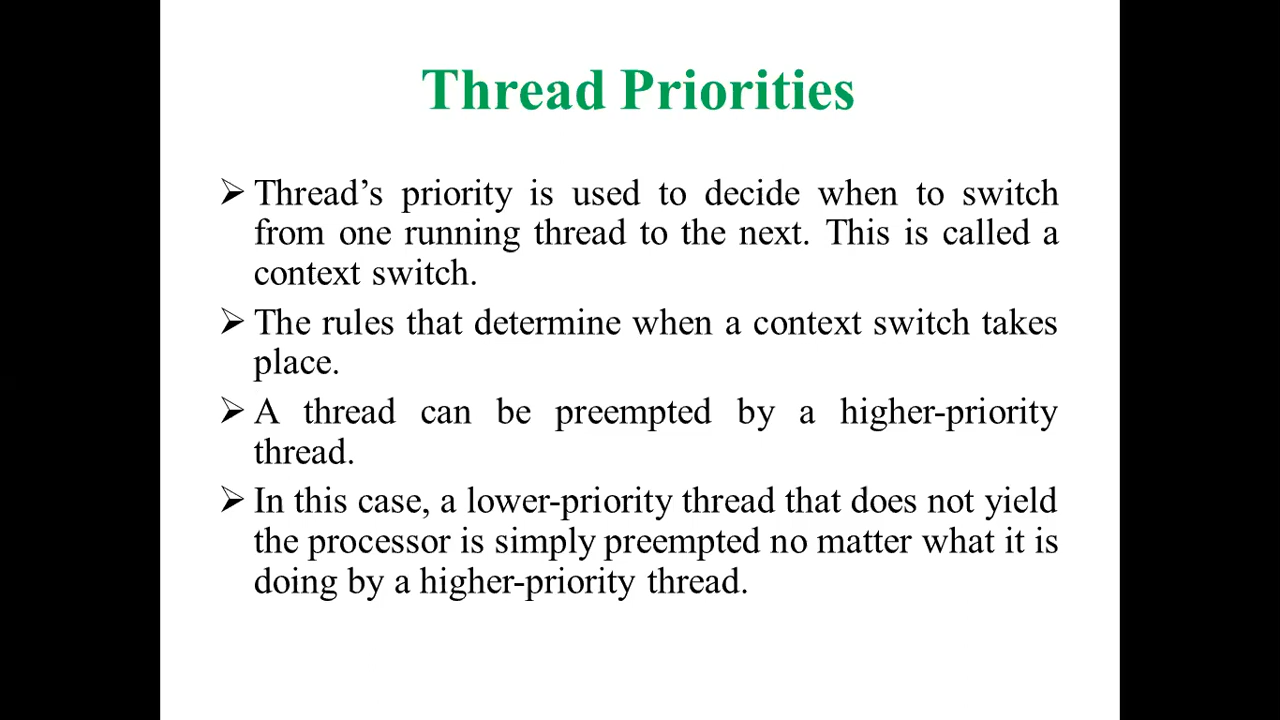 Thread Priorities
➢ Thread’s priority is used to decide when to switch
from one running thread to the next. This is called a
context switch.
➢ The rules that determine when a context switch takes
place.
➢ A thread can be preempted by a higher-priority
thread.
➢ In this case, a lower-priority thread that does not yield
the processor is simply preempted no matter what it is
doing by a higher-priority thread.